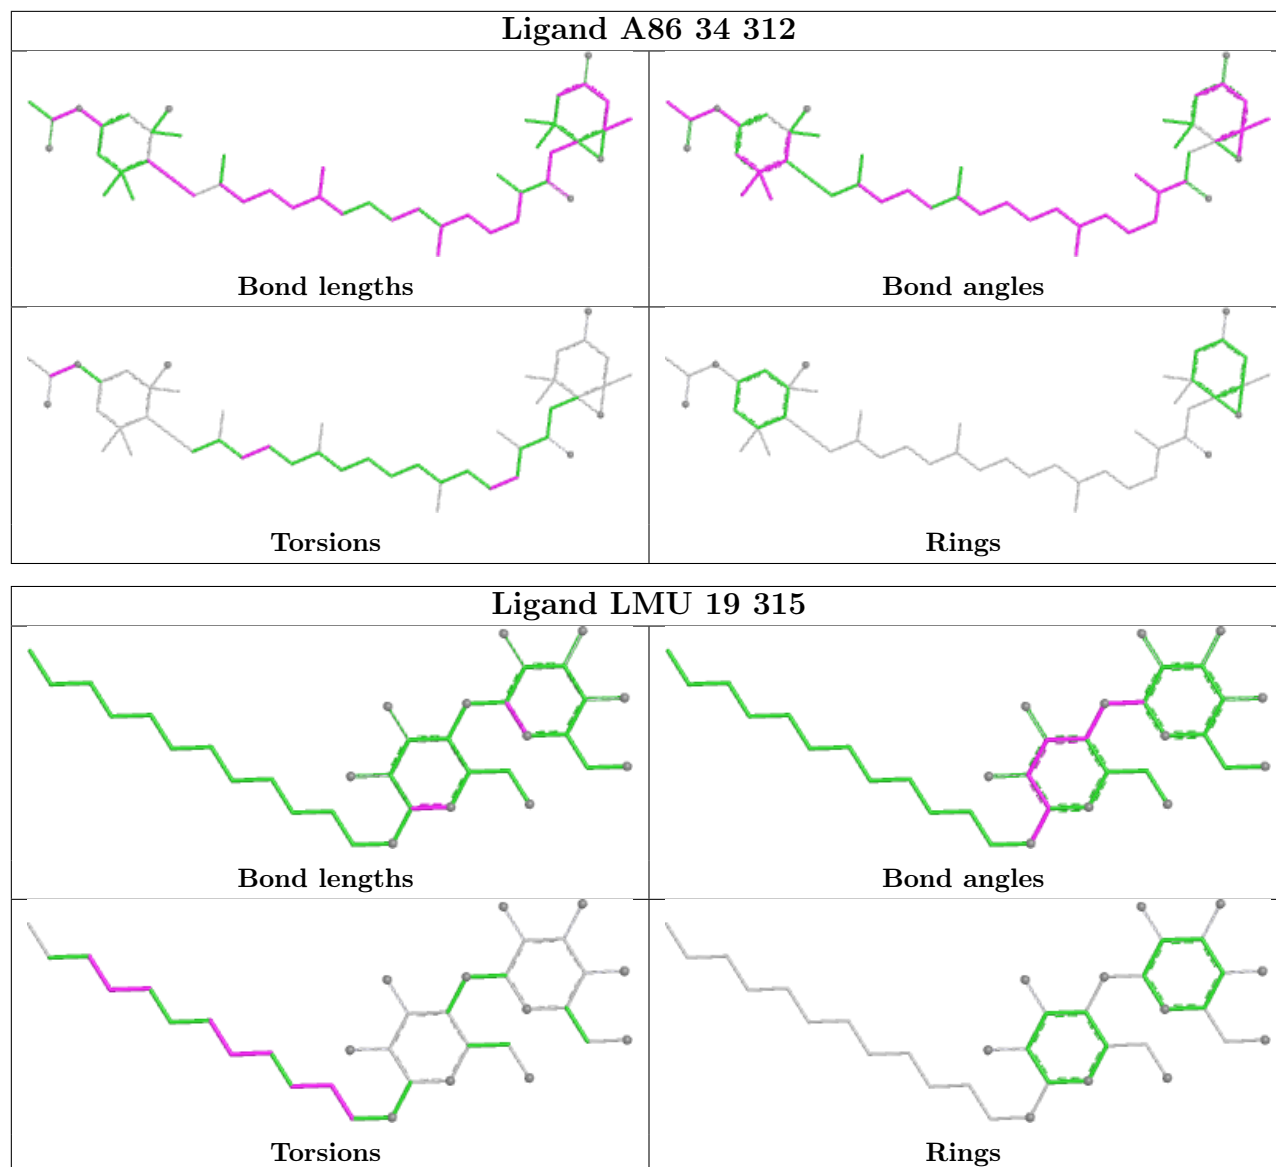 Ligand A86 34 312
Bond lengths
Bond angles
Torsions
Rings
Ligand LMU 19 315
Bond lengths
Bond angles
Torsions
Rings